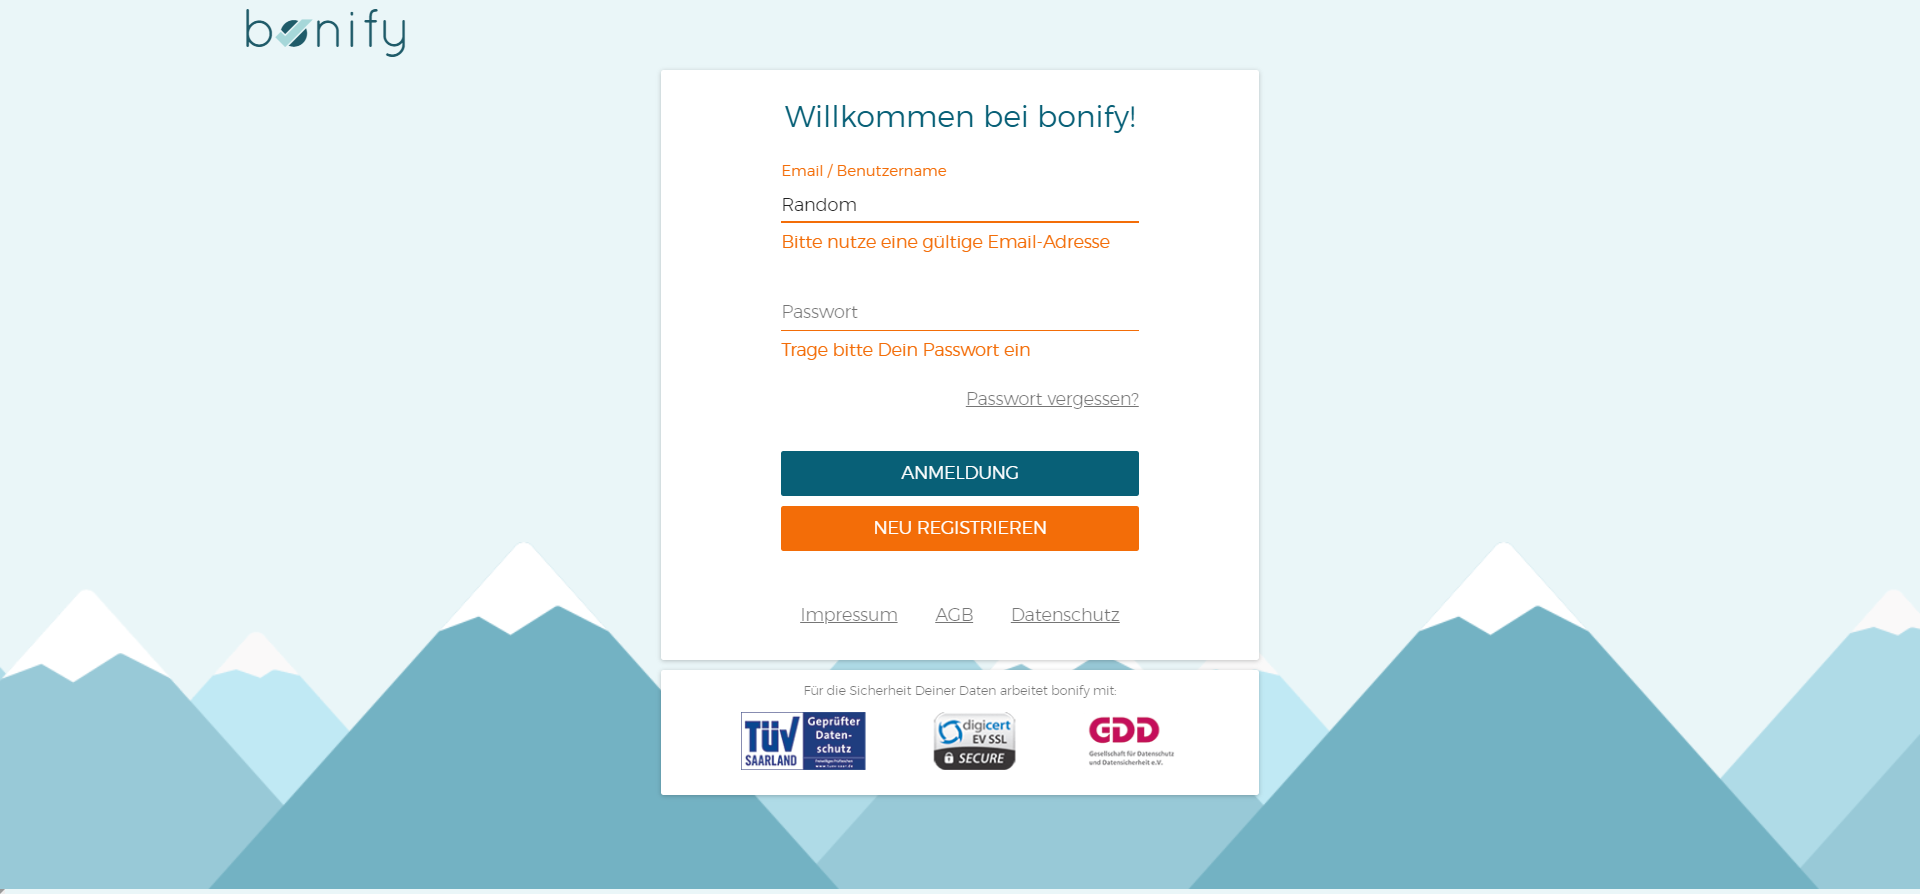 bonify
Willkommen bei bonify!
Email / Benutzername
Random
Bitte nutze eine gültige Email-Adresse
Passwort
Trage bitte Dein Passwort ein
Passwort vergessen?
ANMELDUNG
NEU REGISTRIEREN
Impressum AGB Datenschutz
Für die Sicherheit Deiner Daten arbeitet bonify mit:
TÜV
SAARLAND
Geprüfter
Daten-
schutz
digicert
EV SSL
SECURE
GDD
Gesellschaft für Datenschutz
und Datensicherheit e.V.